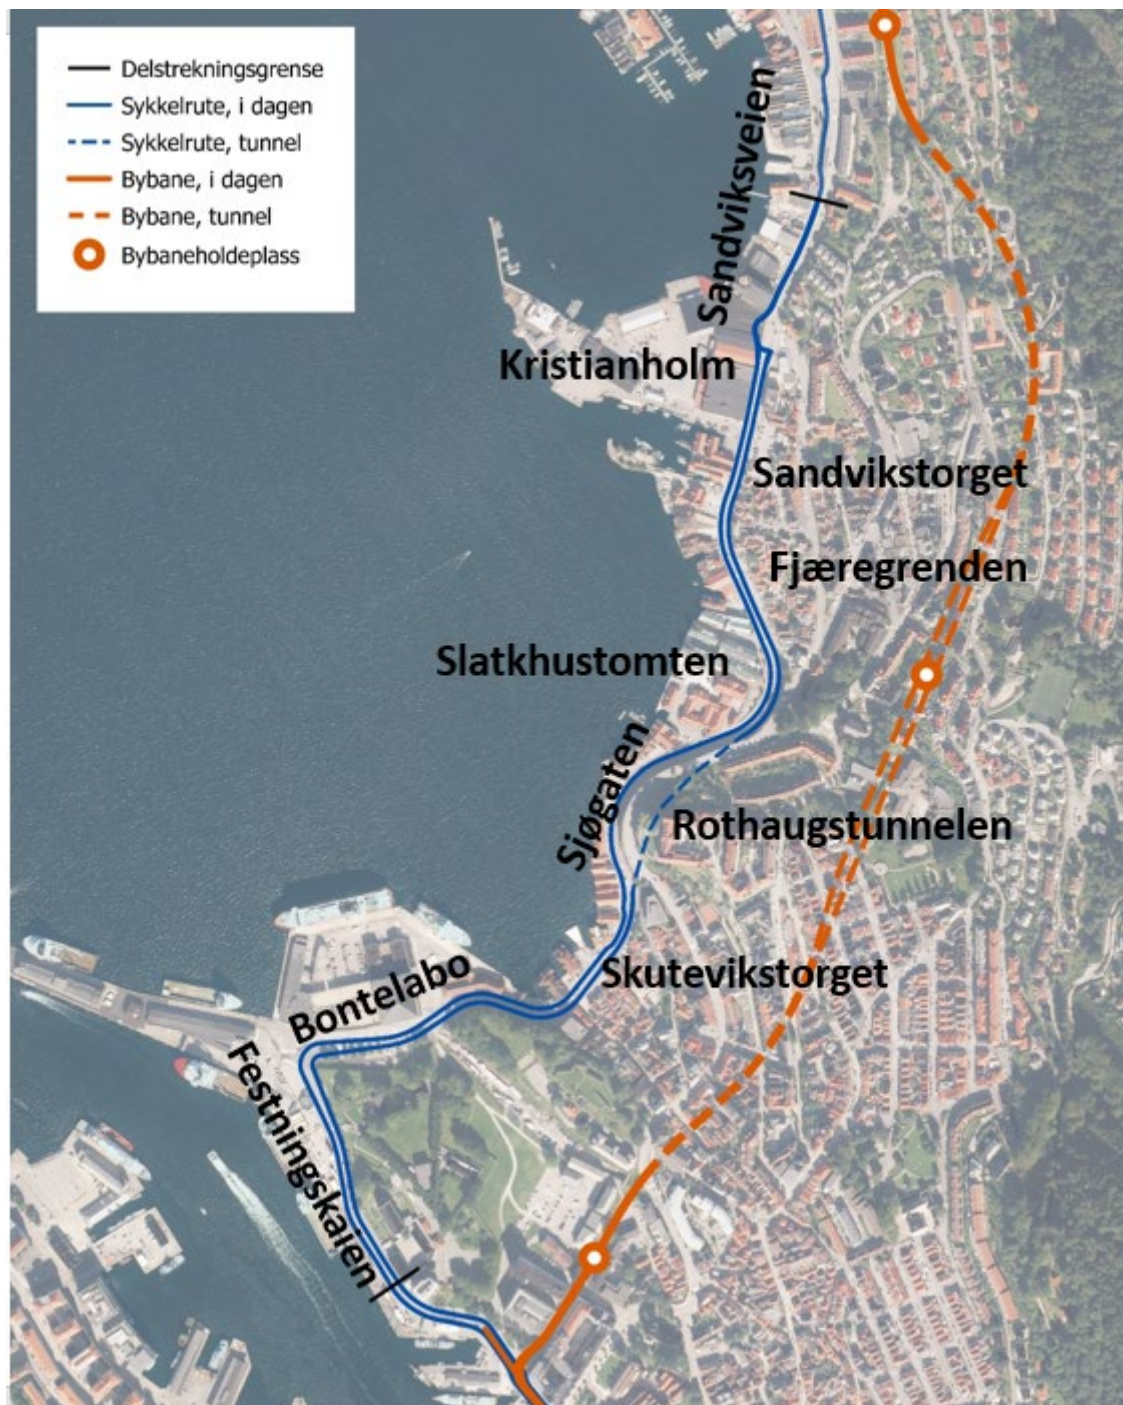 Delstrekningsgrense
Sykkelrute, i dagen
Sykkelrute, tunnel
Bybane, i dagen
Bybane, tunnel
Bybaneholdeplass
Sandviksveien
Kristianholm
Sandvikstorget
Fjæregrenden
Slatkhustomten
Sjøgaten
Rothaugstunnelen
Skutevikstorget
Bontelabo
Festningskaien